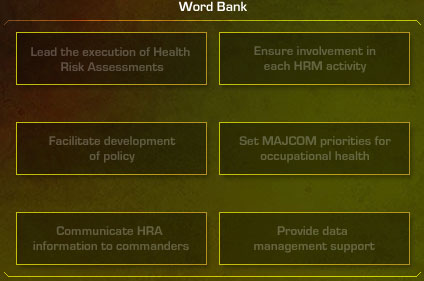 Word Bank
Lead the execution of Health
Risk Assessments
Ensure involvement in
each HRM activity
Facilitate development
of policy
Set MAJCOM priorities for
occupational health
Communicate HRA
information to commanders
Provide data
management support